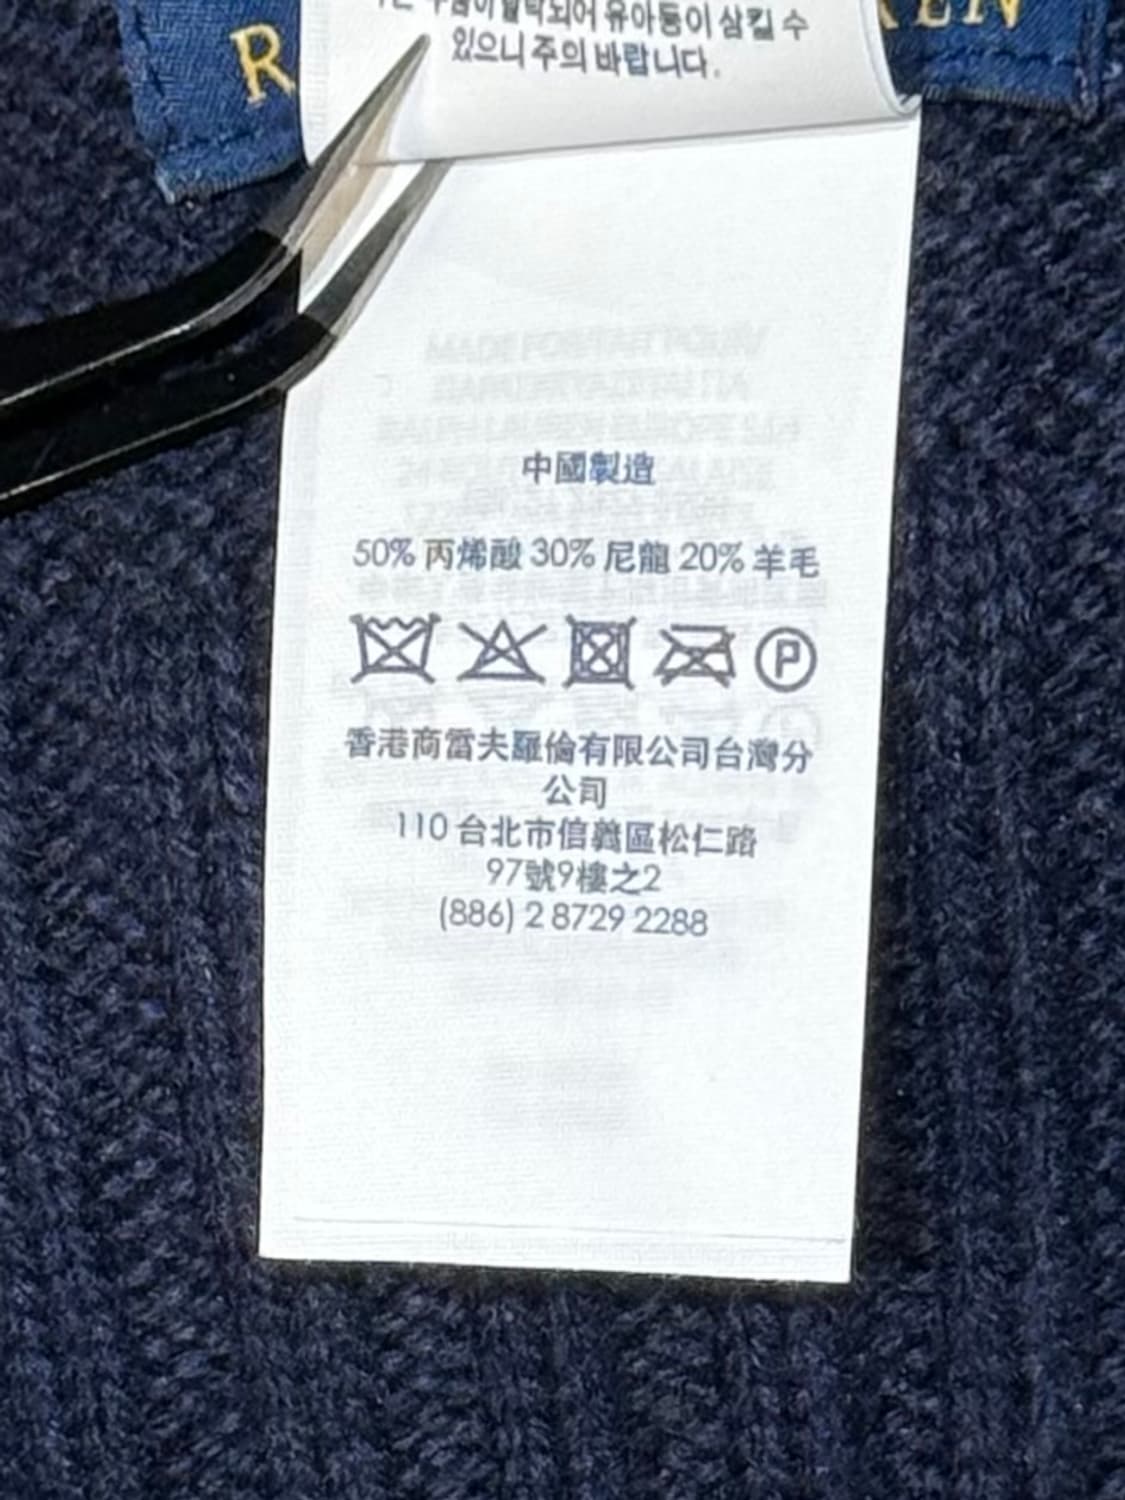 R
REN
수
있으니 주의 바랍니다.
中國製造
50% 丙烯酸 30% 尼龍 20% 羊毛
P
香港商雷夫羅倫有限公司台灣分
公司
110 台北市信義區松仁路
97號9樓之2
(886) 2 8729 2288